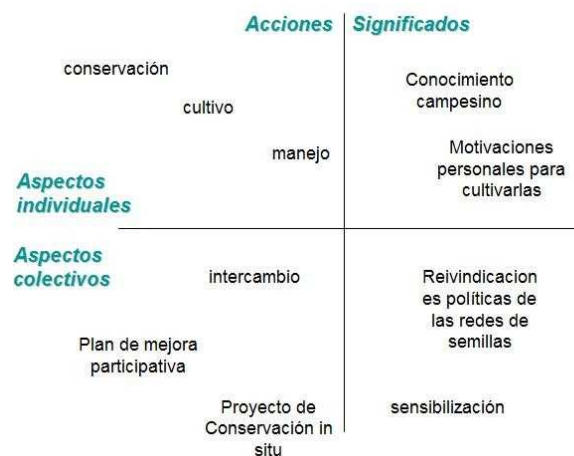 Acciones
Significados
conservación
cultivo
manejo
Conocimiento
campesino
Motivaciones
personales para
cultivarlas
Aspectos
individuales
Aspectos
colectivos
intercambio
Plan de mejora
participativa
Proyecto de
Conservación in
situ
Reivindicacion
es políticas de
las redes de
semillas
sensibilización